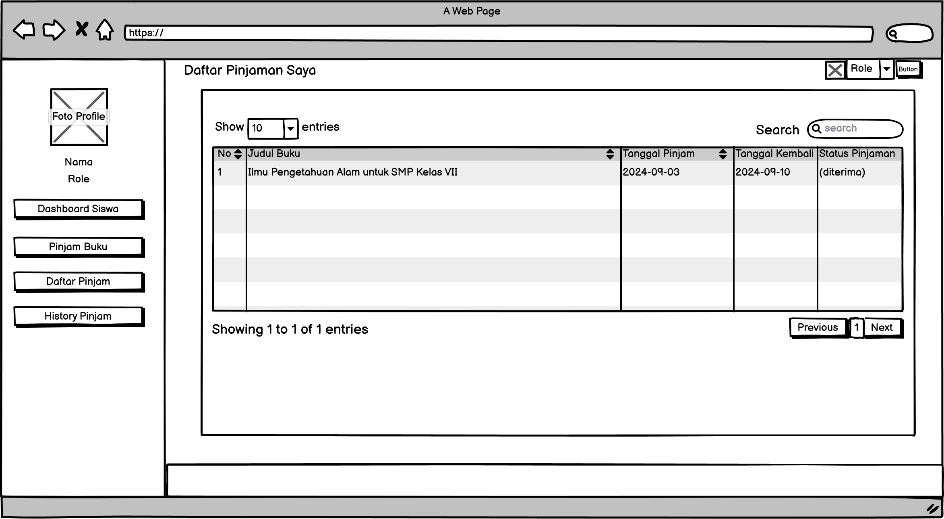 A Web Page
https://
Daftar Pinjaman Saya
Role
Button
Foto Profile
Nama
Role
Dashboard Siswa
Pinjam Buku
Daftar Pinjam
History Pinjam
Show 10 entries
Search search
No Judul Buku Tanggal Pinjam Tanggal Kembali Status Pinjaman
1 Ilmu Pengetahuan Alam untuk SMP Kelas VII 2024-09-03 2024-09-10 (diterima)
Showing 1 to 1 of 1 entries
Previous 1 Next